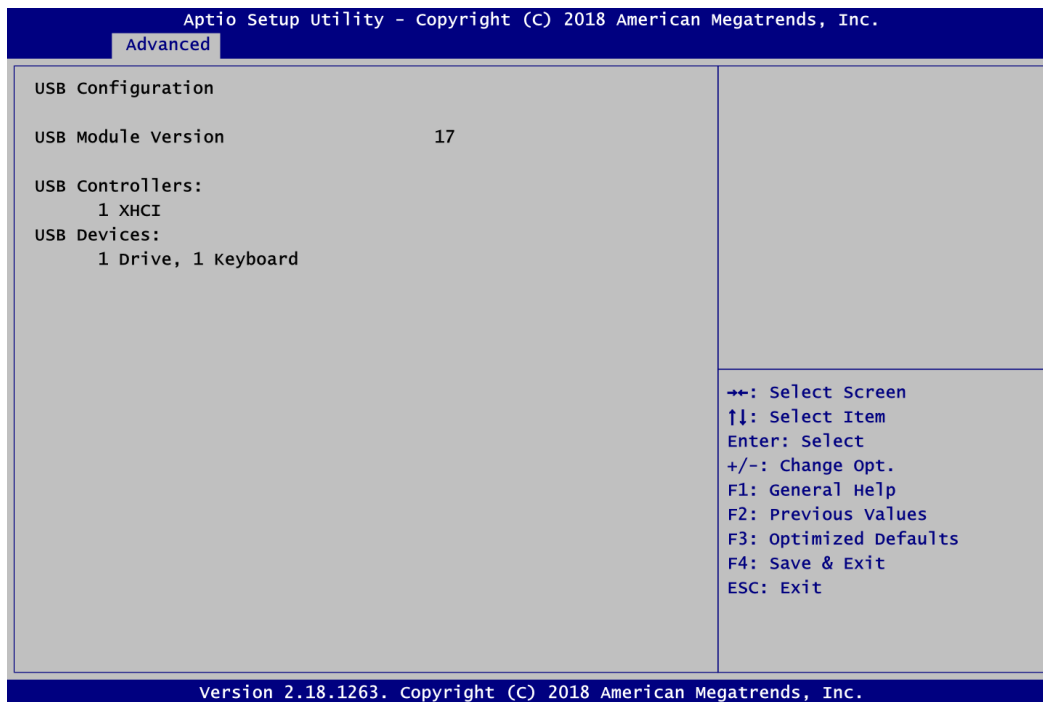 Aptio Setup Utility - Copyright (C) 2018 American Megatrends, Inc.
Advanced
USB Configuration
USB Module Version 17
USB Controllers:
1 XHCI
USB Devices:
1 Drive, 1 Keyboard
→←: Select Screen
↑↓: Select Item
Enter: Select
+/-: Change Opt.
F1: General Help
F2: Previous Values
F3: Optimized Defaults
F4: Save & Exit
ESC: Exit
Version 2.18.1263. Copyright (C) 2018 American Megatrends, Inc.